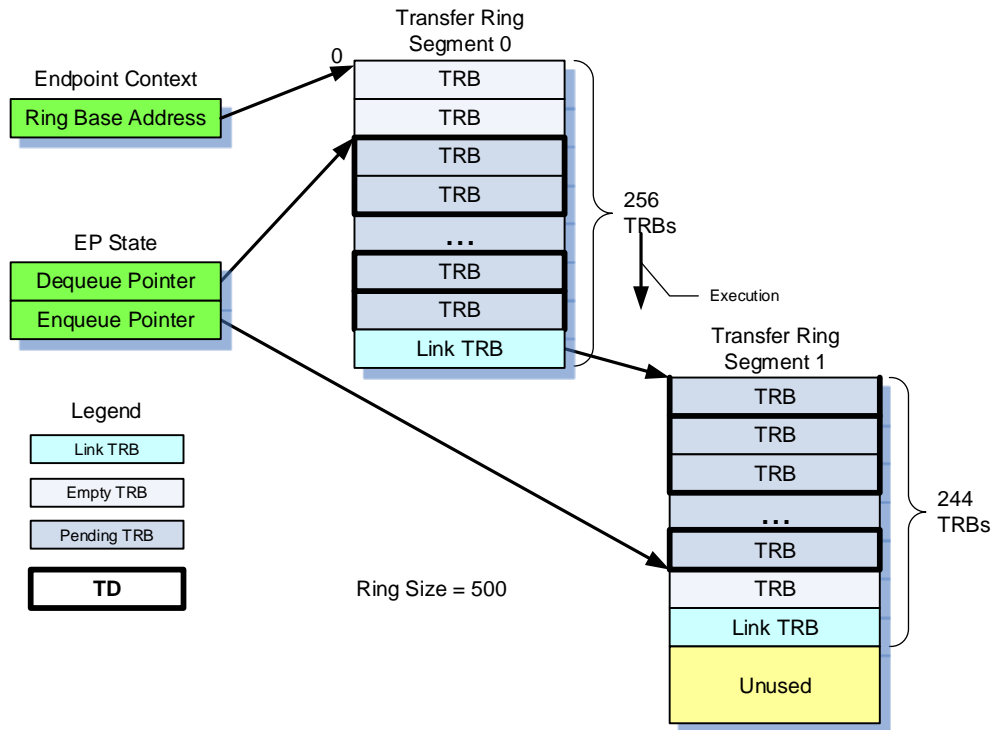 Transfer Ring
Segment 0
0
Endpoint Context
Ring Base Address
TRB
TRB
TRB
TRB
...
TRB
TRB
Link TRB
256
TRBs
Execution
EP State
Dequeue Pointer
Enqueue Pointer
Transfer Ring
Segment 1
TRB
TRB
TRB
...
TRB
TRB
Link TRB
Unused
244
TRBs
Legend
Link TRB
Empty TRB
Pending TRB
TD
Ring Size = 500